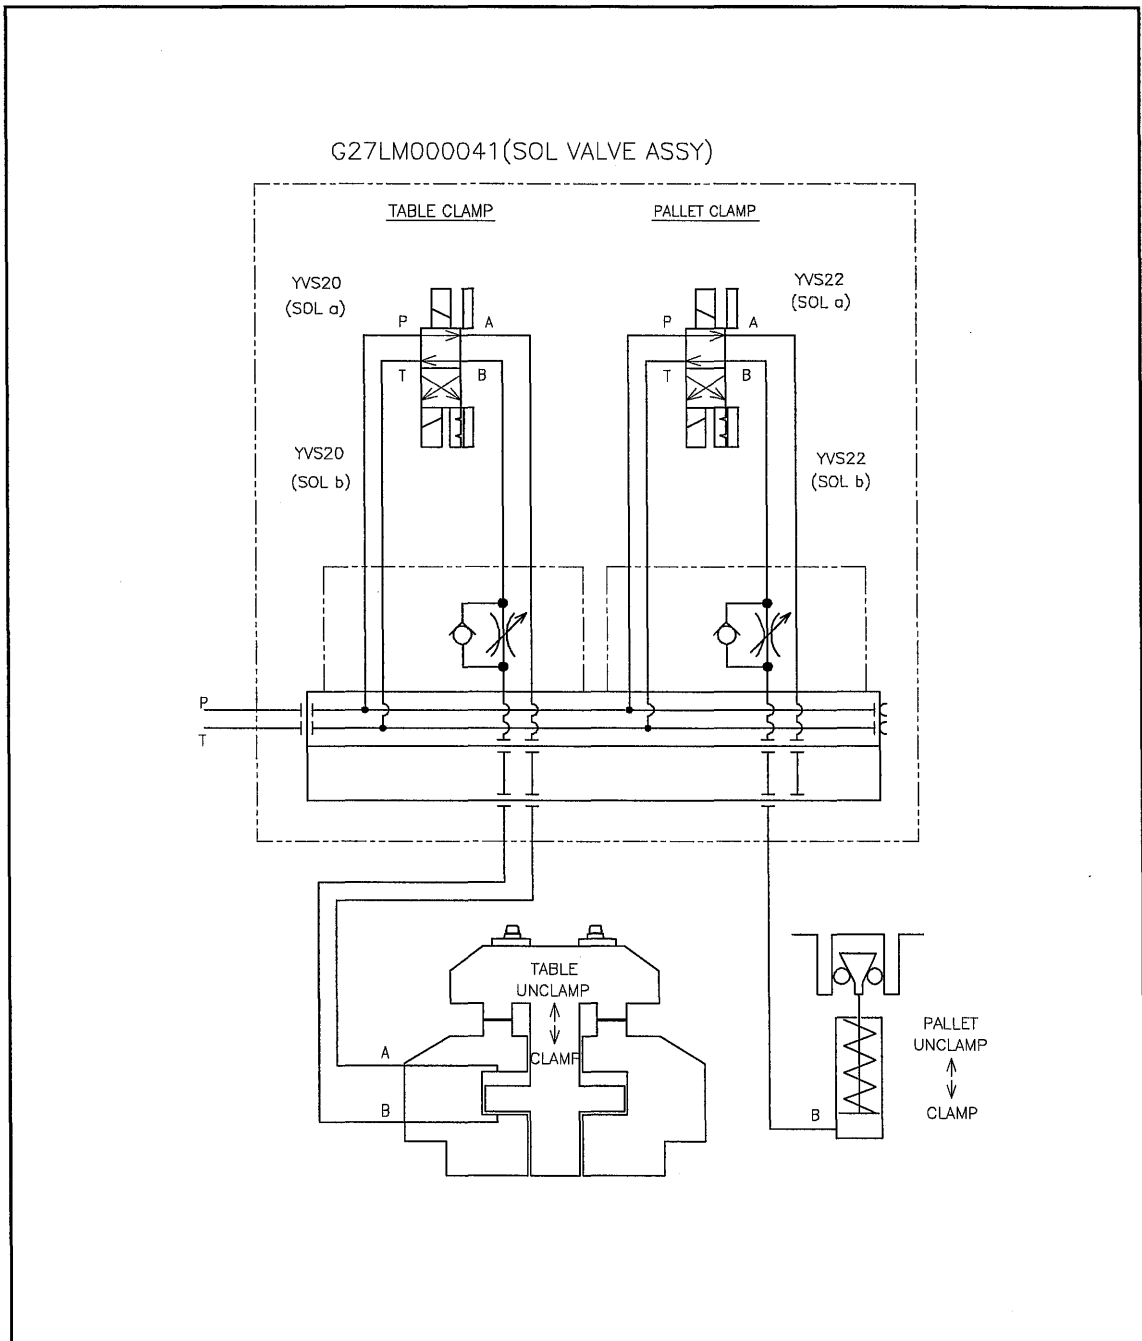 G27LM000041(SOL VALVE ASSY)
TABLE CLAMP
PALLET CLAMP
YVS20
(SOL a)
YVS22
(SOL a)
P
A
T
B
P
A
T
B
YVS20
(SOL b)
YVS22
(SOL b)
P
T
TABLE
UNCLAMP
CLAMP
A
B
PALLET
UNCLAMP
CLAMP
B